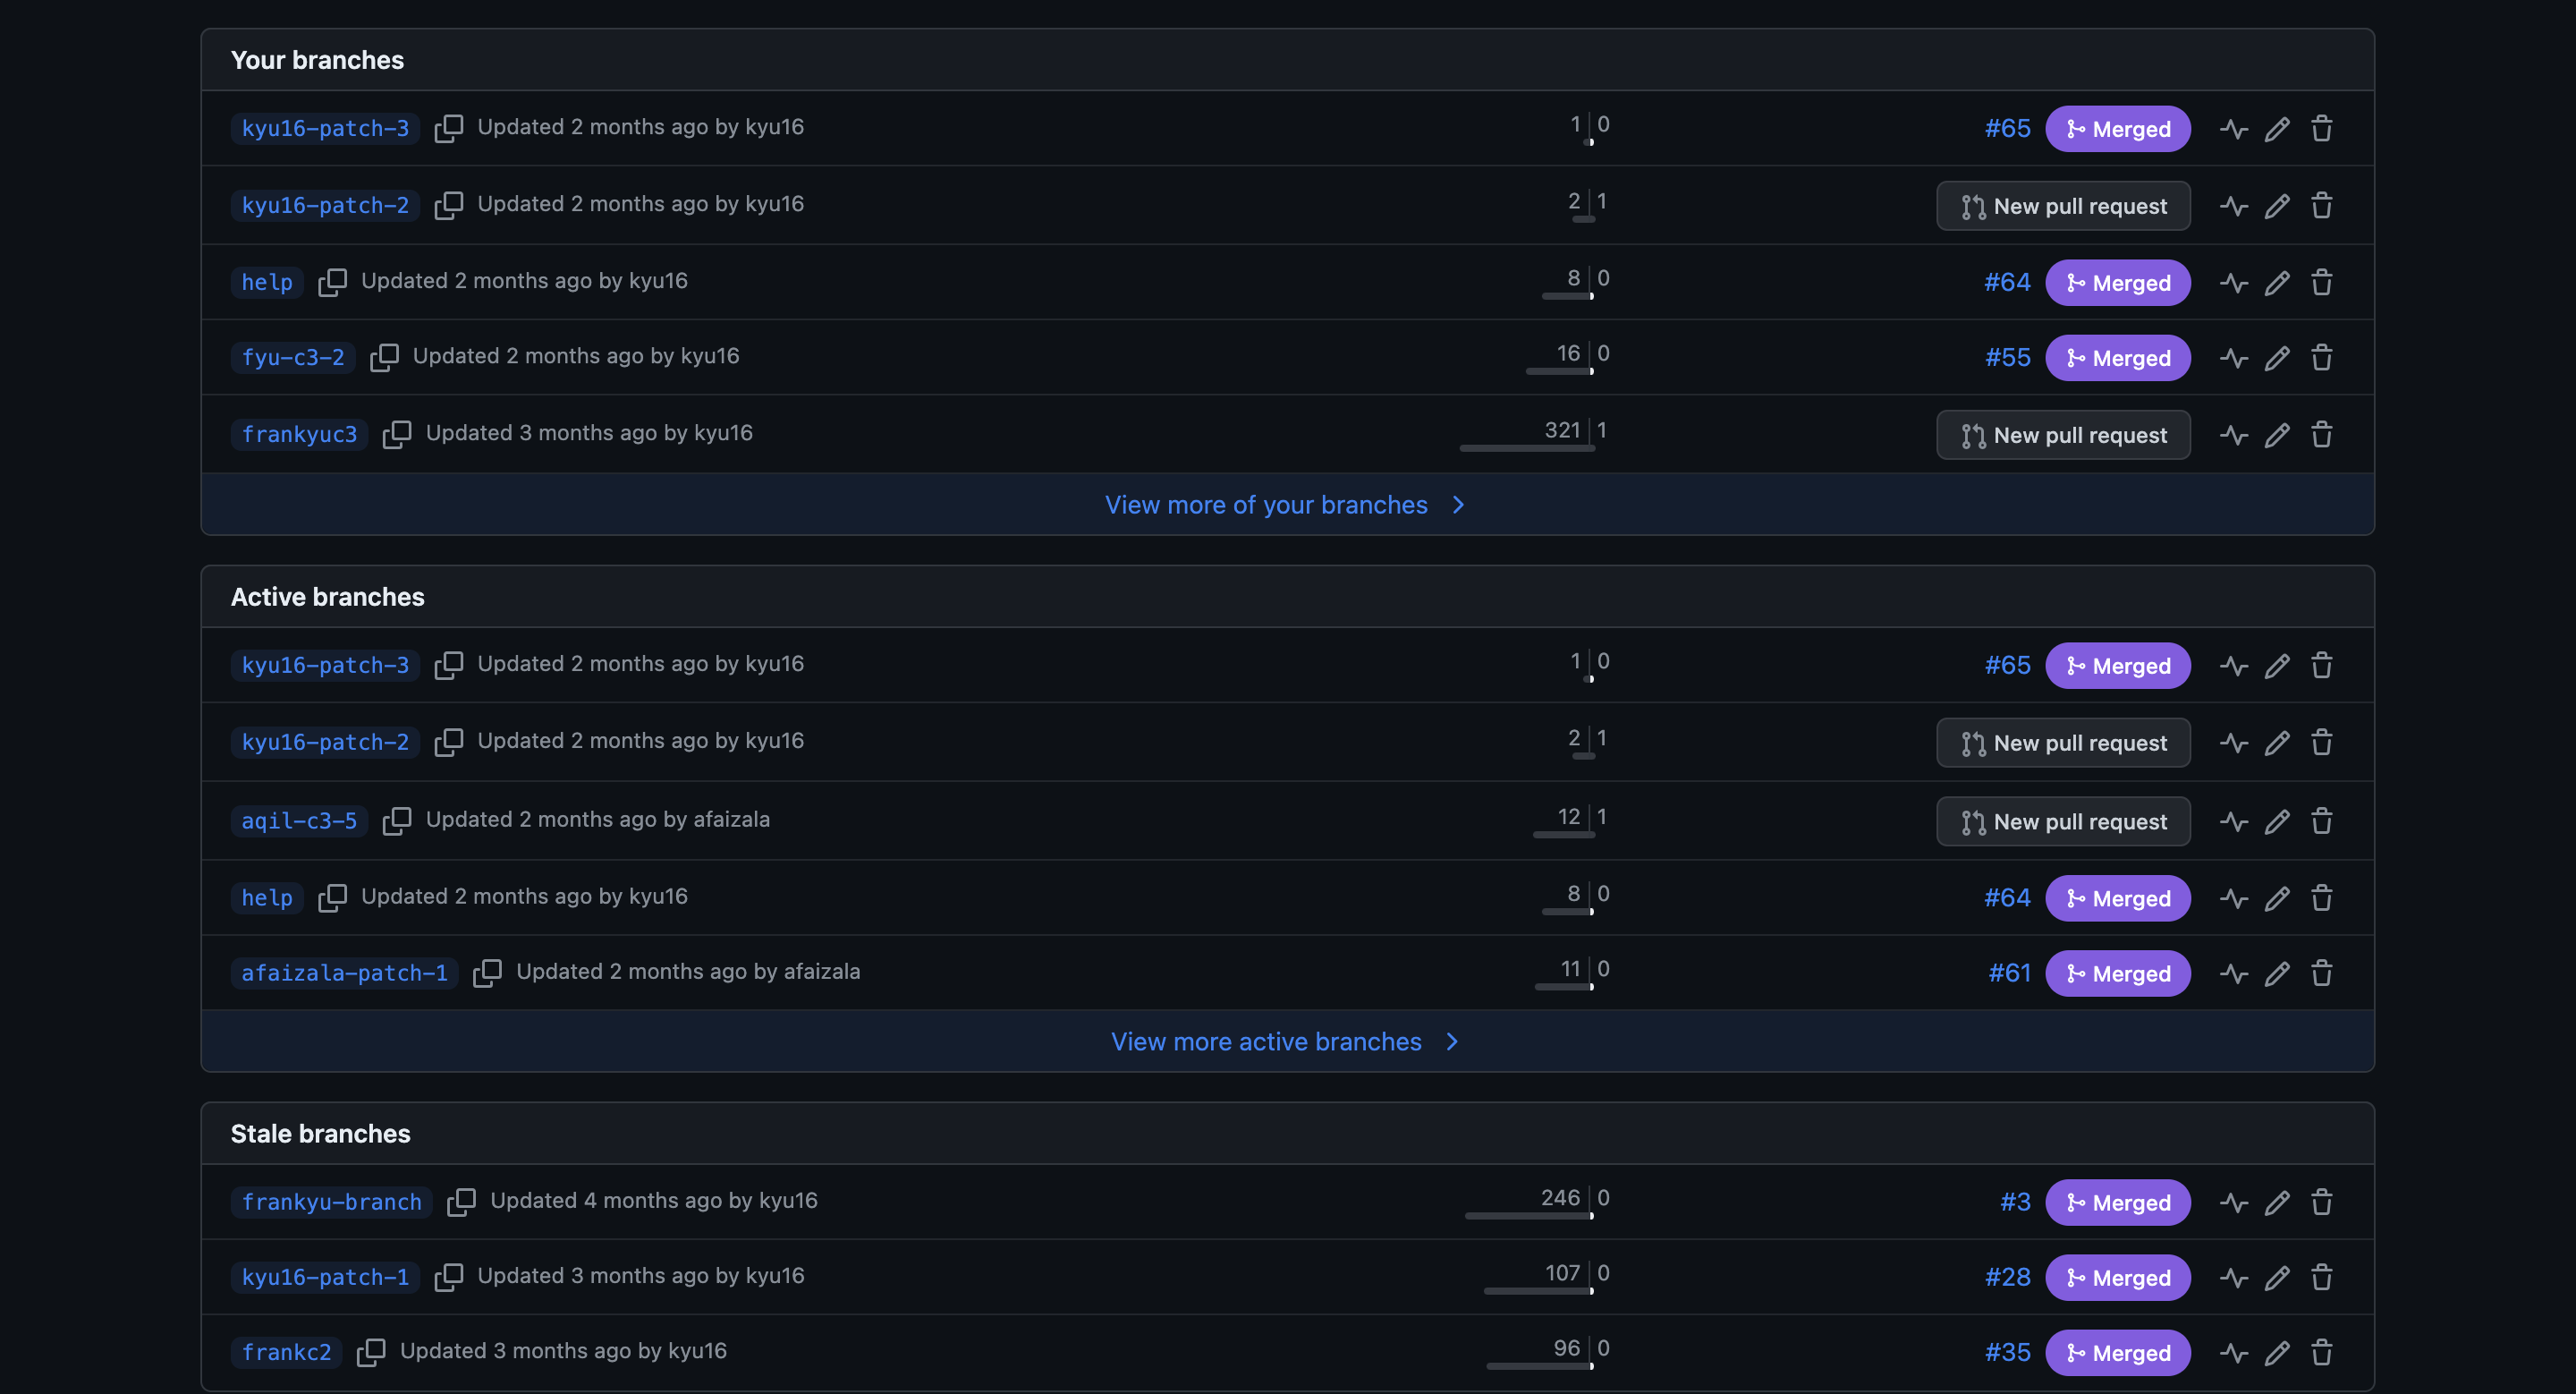 Your branches
kyu16-patch-3 Updated 2 months ago by kyu16 1 0 #65 Merged
kyu16-patch-2 Updated 2 months ago by kyu16 2 1 New pull request
help Updated 2 months ago by kyu16 8 0 #64 Merged
fyu-c3-2 Updated 2 months ago by kyu16 16 0 #55 Merged
frankyuc3 Updated 3 months ago by kyu16 321 1 New pull request
View more of your branches
Active branches
kyu16-patch-3 Updated 2 months ago by kyu16 1 0 #65 Merged
kyu16-patch-2 Updated 2 months ago by kyu16 2 1 New pull request
aqil-c3-5 Updated 2 months ago by afaizala 12 1 New pull request
help Updated 2 months ago by kyu16 8 0 #64 Merged
afaizala-patch-1 Updated 2 months ago by afaizala 11 0 #61 Merged
View more active branches
Stale branches
frankyu-branch Updated 4 months ago by kyu16 246 0 #3 Merged
kyu16-patch-1 Updated 3 months ago by kyu16 107 0 #28 Merged
frankc2 Updated 3 months ago by kyu16 96 0 #35 Merged